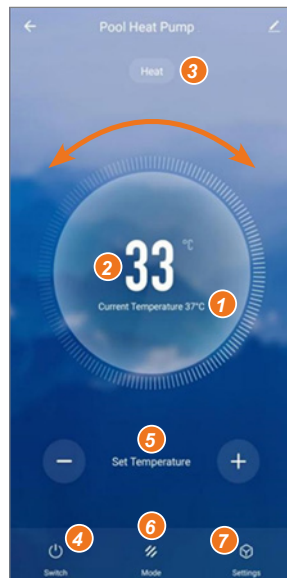 Pool Heat Pump
Heat 3
2 33 °C
Current Temperature 37°C 1
5
Set Temperature
4 6 7
Switch Mode Settings